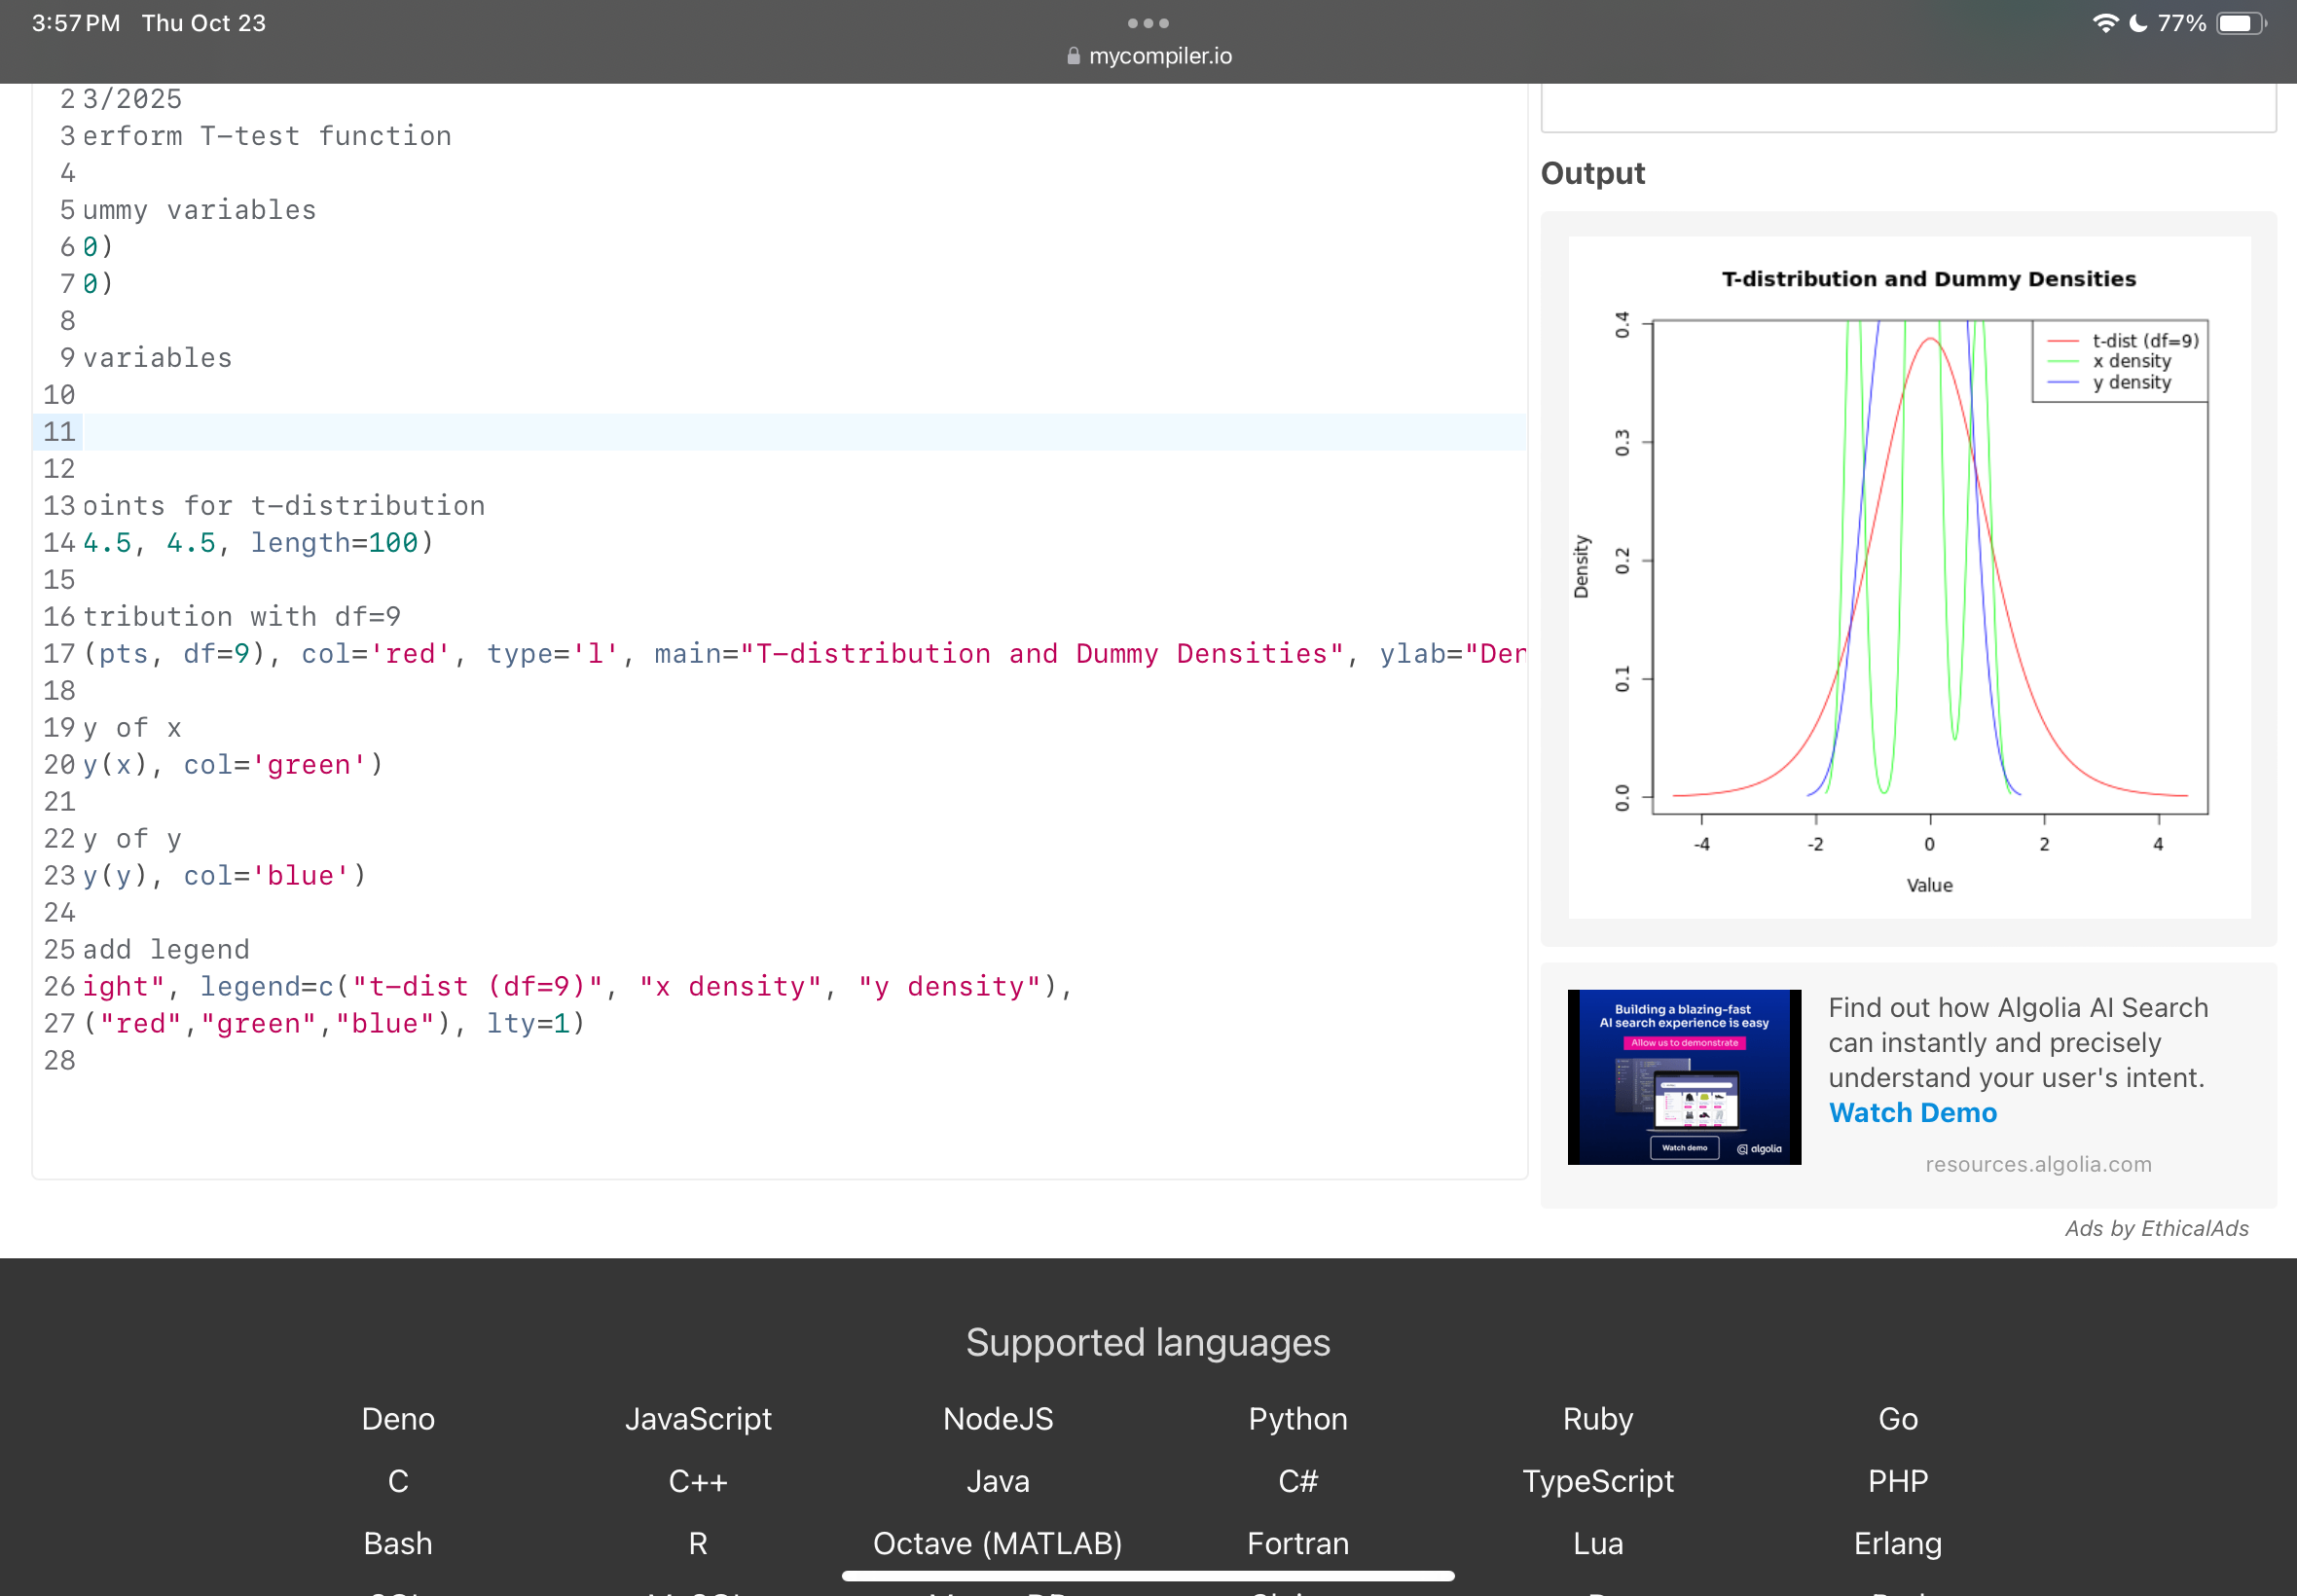 3:57 PM Thu Oct 23
77%
mycompiler.io
2 3/2025
3 erform T-test function
4
5 ummy variables
6 0)
7 0)
8
9 variables
10
11
12
13 oints for t-distribution
14 4.5, 4.5, length=100)
15
16 tribution with df=9
17 (pts, df=9), col='red', type='l', main="T-distribution and Dummy Densities", ylab="Den
18
19 y of x
20 y(x), col='green')
21
22 y of y
23 y(y), col='blue')
24
25 add legend
26 ight", legend=c("t-dist (df=9)", "x density", "y density"),
27 ("red","green","blue"), lty=1)
28
Output
T-distribution and Dummy Densities
t-dist (df=9)
x density
y density
Density
0.4
0.3
0.2
0.1
0.0
-4 -2 0 2 4
Value
Building a blazing-fast
AI search experience is easy
Allow us to demonstrate
Watch demo
algolia
Find out how Algolia AI Search
can instantly and precisely
understand your user's intent.
Watch Demo
resources.algolia.com
Ads by EthicalAds
Supported languages
Deno JavaScript NodeJS Python Ruby Go
C C++ Java C# TypeScript PHP
Bash R Octave (MATLAB) Fortran Lua Erlang